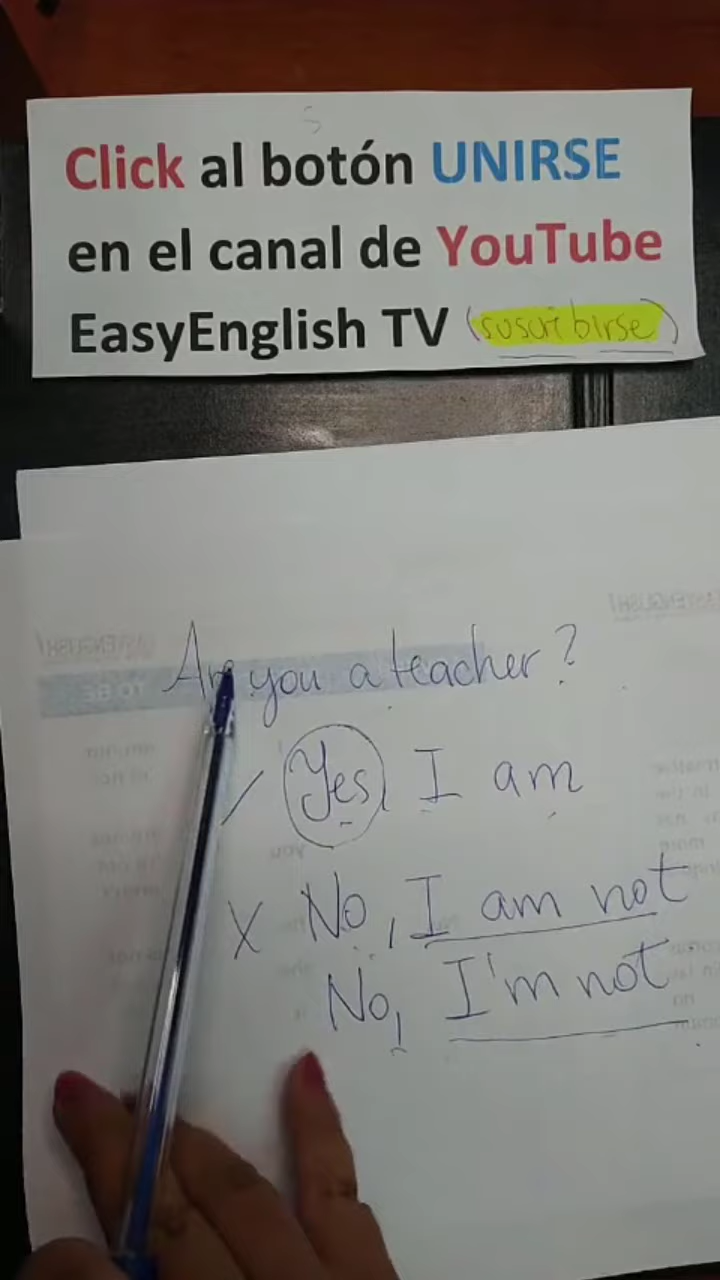 Click al botón UNIRSE
en el canal de YouTube
EasyEnglish TV (suscribirse)
Are you a teacher?
Yes, I am
X No, I am not
No, I'm not